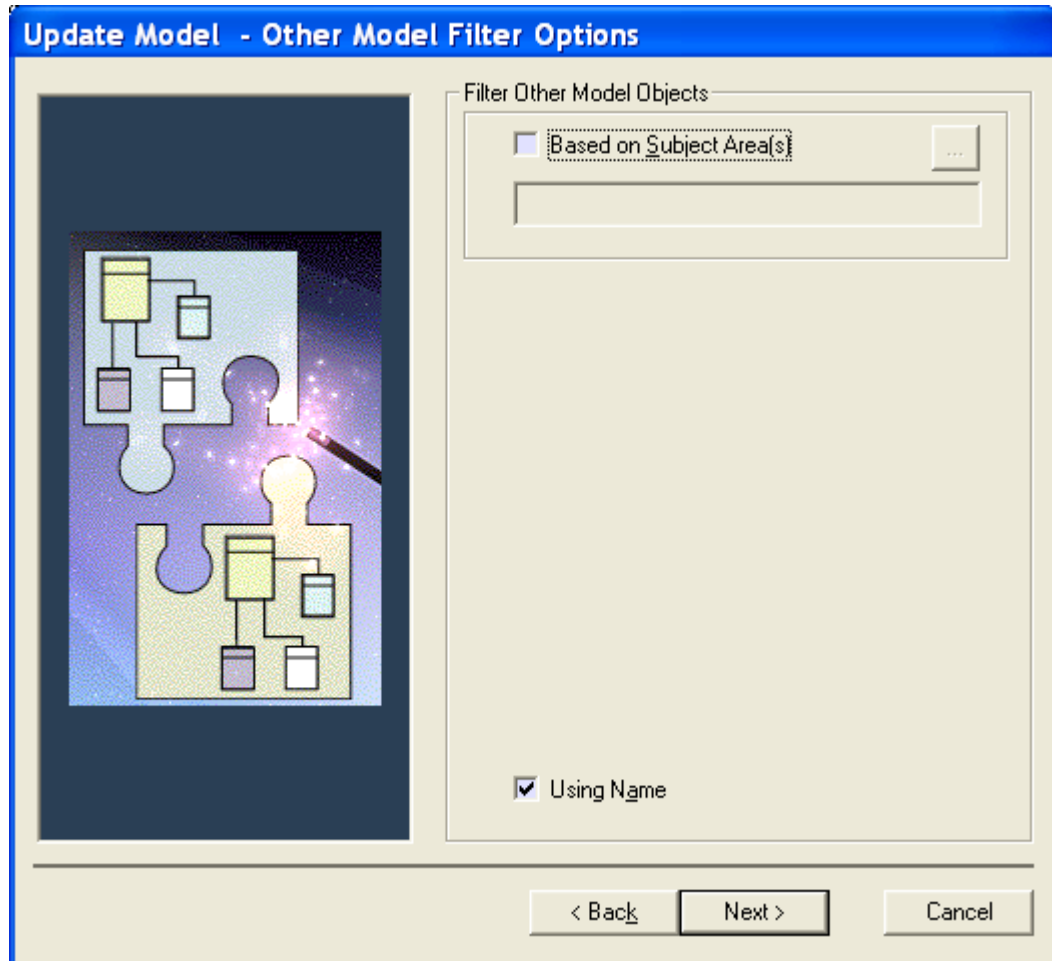 Update Model - Other Model Filter Options
Filter Other Model Objects
Based on Subject Area(s)
...
Using Name
< Back
Next >
Cancel